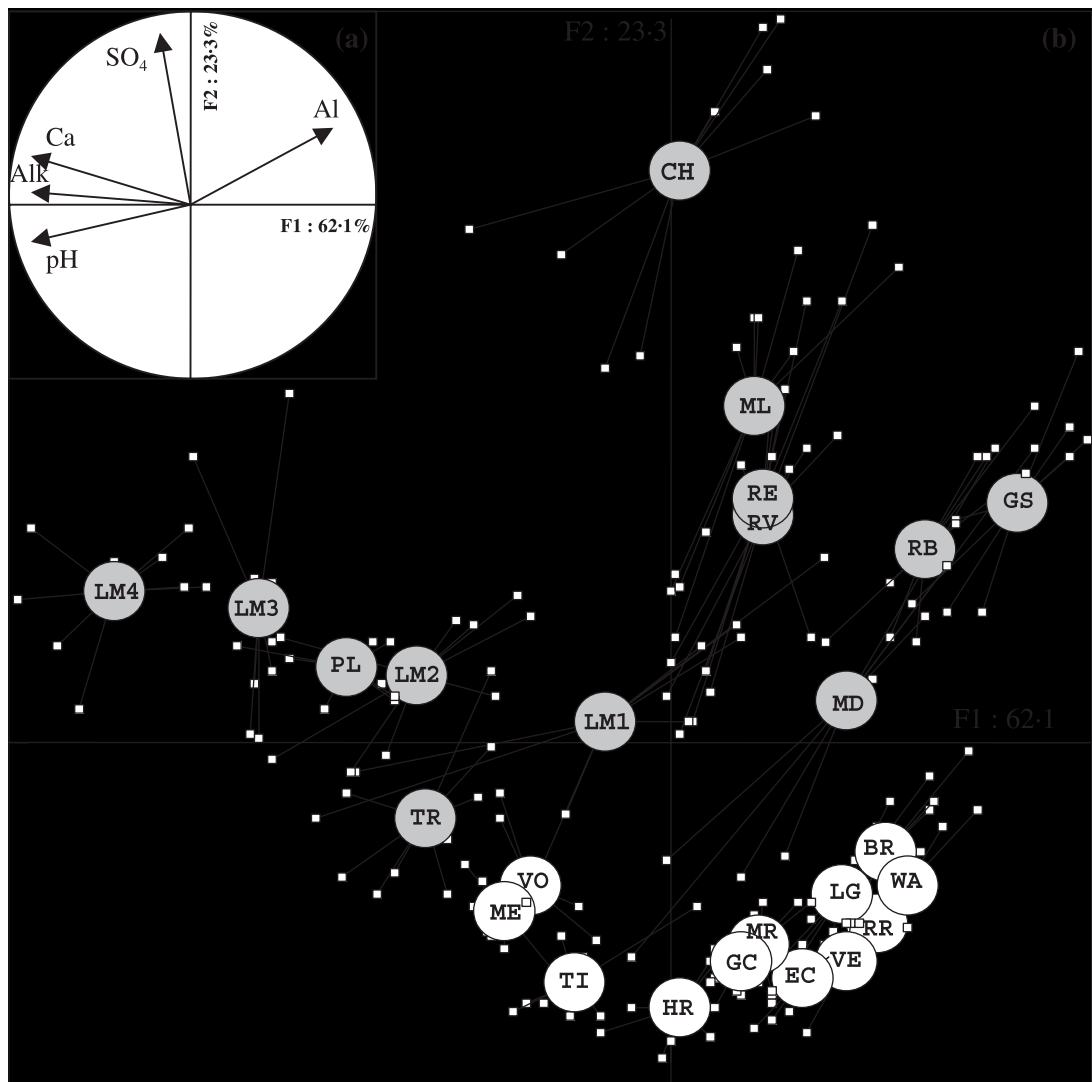 (a)
F2 : 23·3%
SO4
Al
Ca
Alk
F1 : 62·1%
pH
F2 : 23·3
(b)
CH
ML
RE
RV
GS
RB
LM4
LM3
PL
LM2
MD
LM1
F1 : 62·1
TR
BR
VO
WA
LG
ME
RR
MR
GC
VE
EC
TI
HR